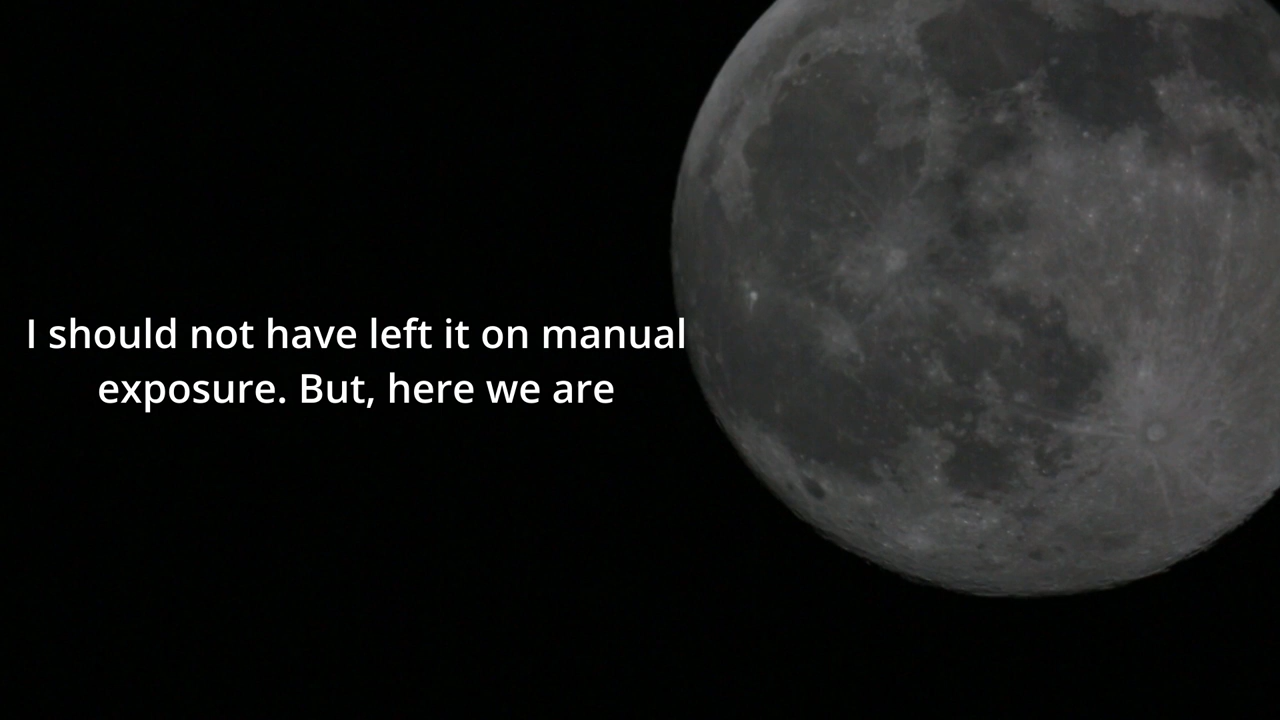 I should not have left it on manual
exposure. But, here we are